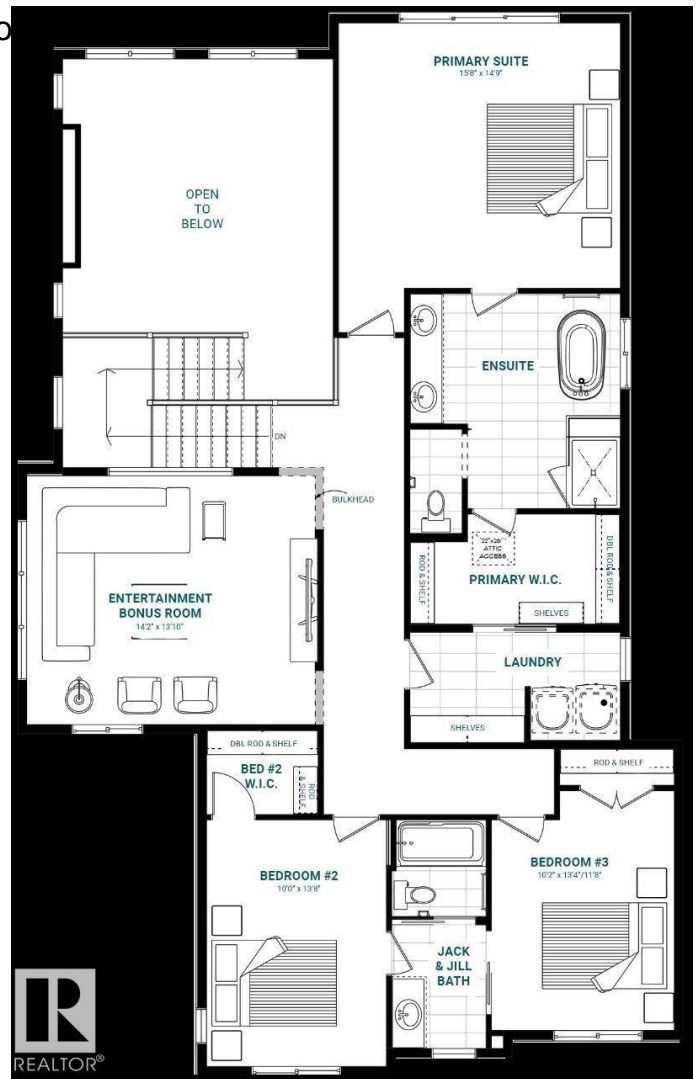 o
PRIMARY SUITE
15'8" x 14'9"
OPEN
TO
BELOW
ENSUITE
DN
BULKHEAD
22"x28"
ATTIC
ACCESS
ROD & SHELF
DBL ROD & SHELF
PRIMARY W.I.C.
SHELVES
ENTERTAINMENT
BONUS ROOM
14'2" x 13'10"
LAUNDRY
SHELVES
DBL ROD & SHELF
BED #2
W.I.C.
ROD
& SHELF
ROD & SHELF
BEDROOM #2
10'0" x 13'8"
BEDROOM #3
10'2" x 13'4"/11'8"
JACK
& JILL
BATH
R
REALTOR®